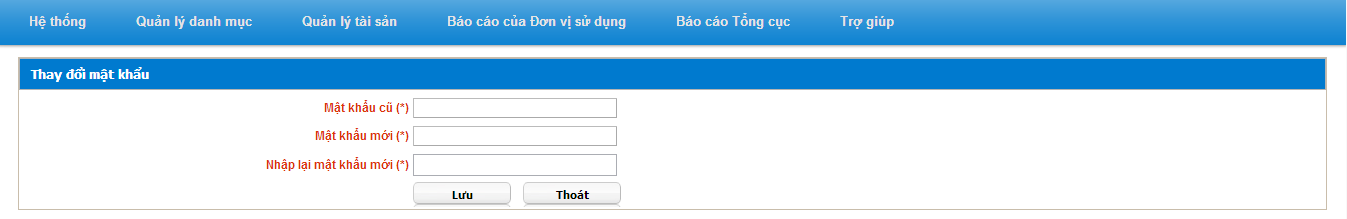 Hệ thống Quản lý danh mục Quản lý tài sản Báo cáo của Đơn vị sử dụng Báo cáo Tổng cục Trợ giúp
Thay đổi mật khẩu
Mật khẩu cũ (*)
Mật khẩu mới (*)
Nhập lại mật khẩu mới (*)
Lưu Thoát